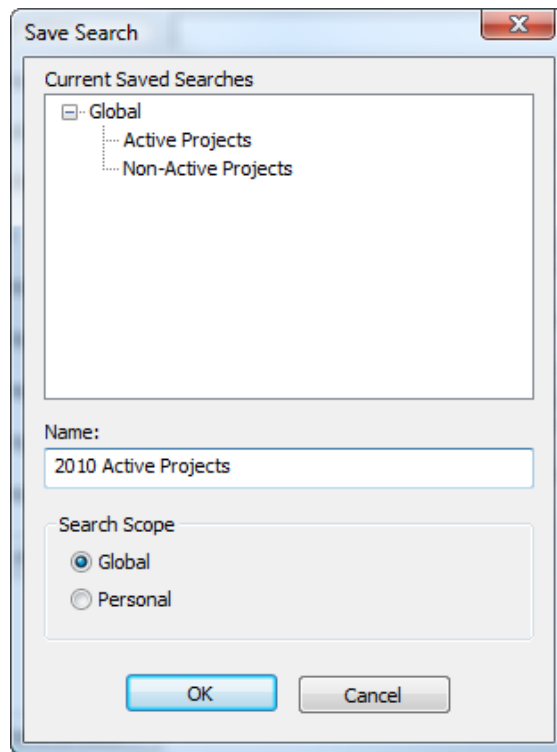 Save Search
Current Saved Searches
Global
Active Projects
Non-Active Projects
Name:
2010 Active Projects
Search Scope
Global
Personal
OK
Cancel